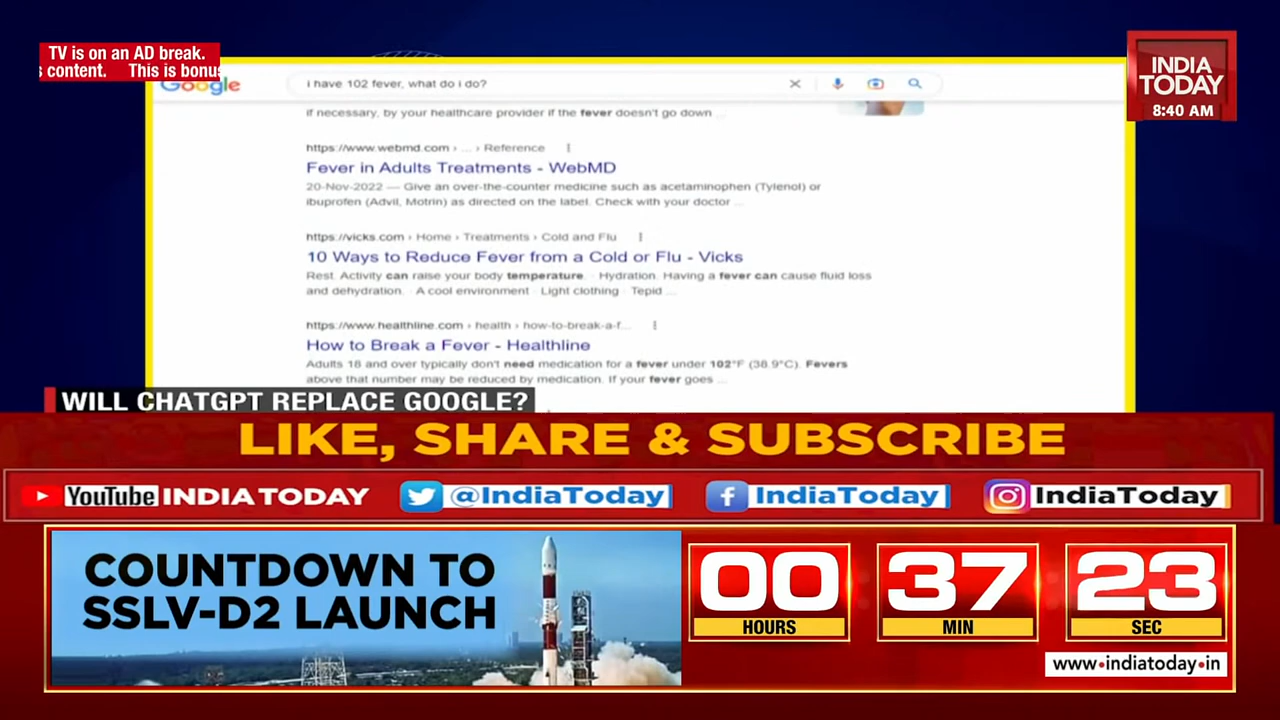 TV is on an AD break.
content. This is bonus
INDIA
TODAY
8:40 AM
Google
i have 102 fever, what do i do?
if necessary, by your healthcare provider if the fever doesn't go down ...
https://www.webmd.com › ... › Reference
Fever in Adults Treatments - WebMD
20-Nov-2022 — Give an over-the-counter medicine such as acetaminophen (Tylenol) or
ibuprofen (Advil, Motrin) as directed on the label. Check with your doctor ...
https://vicks.com › Home › Treatments › Cold and Flu
10 Ways to Reduce Fever from a Cold or Flu - Vicks
Rest. Activity can raise your body temperature. · Hydration. Having a fever can cause fluid loss
and dehydration. · A cool environment · Light clothing · Tepid ...
https://www.healthline.com › health › how-to-break-a-f...
How to Break a Fever - Healthline
Adults 18 and over typically don't need medication for a fever under 102°F (38.9°C). Fevers
above that number may be reduced by medication. If your fever goes ...
WILL CHATGPT REPLACE GOOGLE?
LIKE, SHARE & SUBSCRIBE
YouTube INDIA TODAY @IndiaToday IndiaToday IndiaToday
COUNTDOWN TO
SSLV-D2 LAUNCH
00 37 23
HOURS MIN SEC
www•indiatoday•in